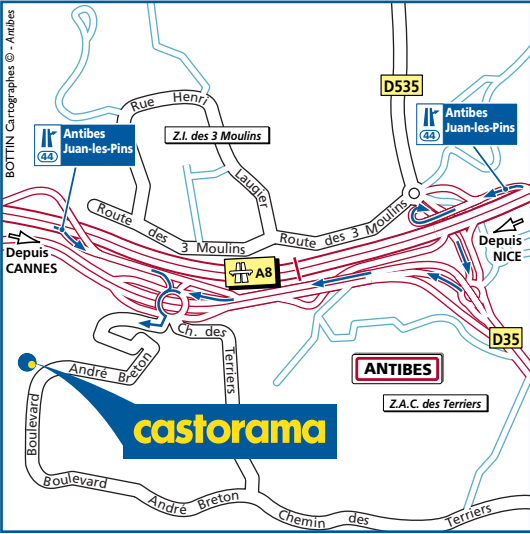 BOTTIN Cartographes © - Antibes
Rue Henri
Laugier
Z.I. des 3 Moulins
D535
44
Antibes
Juan-les-Pins
44
Antibes
Juan-les-Pins
Route des 3 Moulins
Route des 3 Moulins
Depuis
CANNES
Depuis
NICE
A8
D35
Ch. des Terriers
ANTIBES
Z.A.C. des Terriers
André Breton
Boulevard
castorama
Boulevard André Breton
Chemin des Terriers